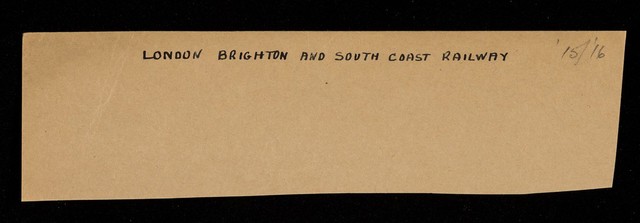 LONDON BRIGHTON AND SOUTH COAST RAILWAY '15/'16